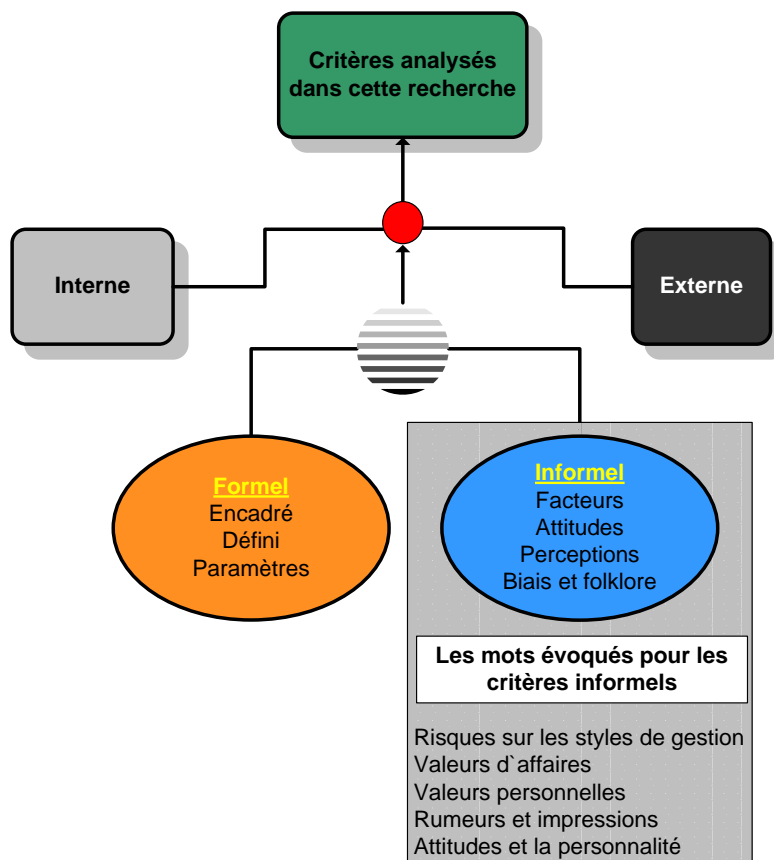 Critères analysés
dans cette recherche
Interne
Externe
Formel
Encadré
Défini
Paramètres
Informel
Facteurs
Attitudes
Perceptions
Biais et folklore
Les mots évoqués pour les
critères informels
Risques sur les styles de gestion
Valeurs d`affaires
Valeurs personnelles
Rumeurs et impressions
Attitudes et la personnalité